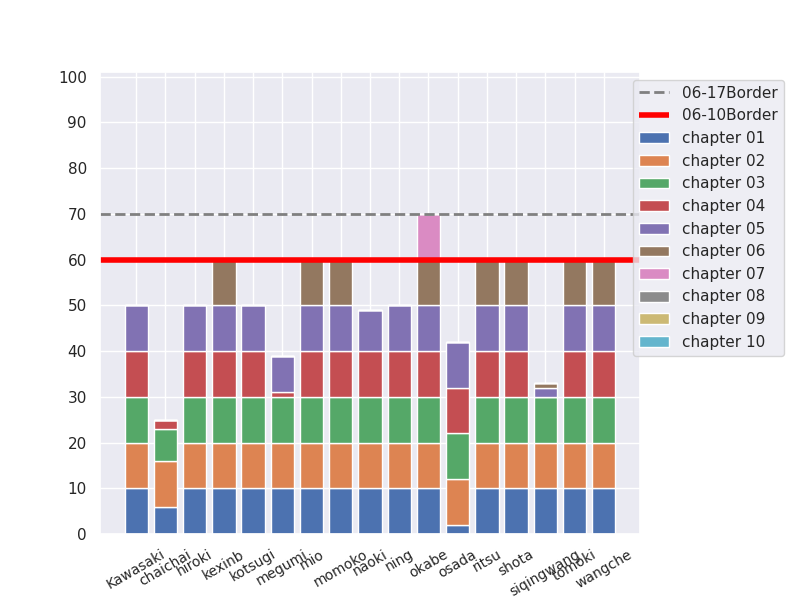 100
90
80
70
60
50
40
30
20
10
0
Kawasaki
chaichai
hiroki
kexinb
kotsugi
megumi
mio
momoko
naoki
ning
okabe
osada
ritsu
shota
siqingwang
tomoki
wangche
06-17Border
06-10Border
chapter 01
chapter 02
chapter 03
chapter 04
chapter 05
chapter 06
chapter 07
chapter 08
chapter 09
chapter 10